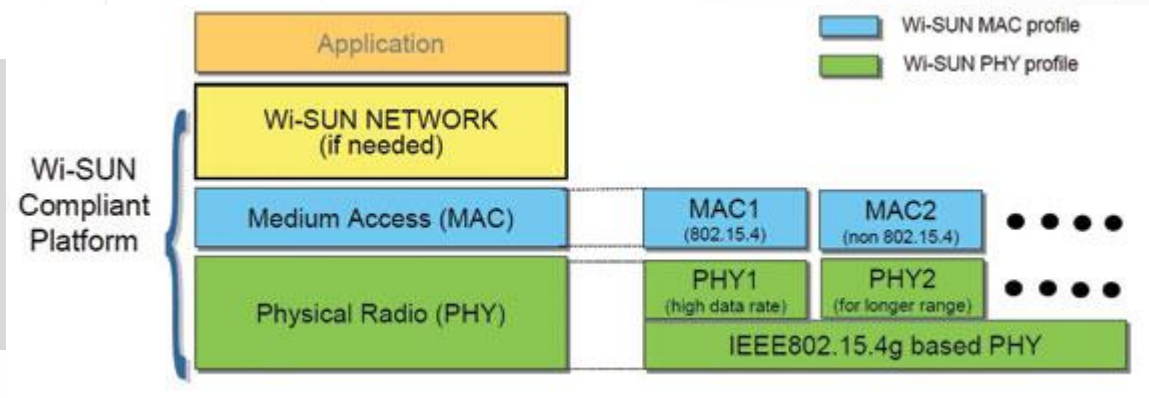 Application
Wi-SUN MAC profile
Wi-SUN PHY profile
Wi-SUN NETWORK
(if needed)
Wi-SUN
Compliant
Platform
Medium Access (MAC)
MAC1
(802.15.4)
MAC2
(non 802.15.4)
Physical Radio (PHY)
PHY1
(high data rate)
PHY2
(for longer range)
IEEE802.15.4g based PHY